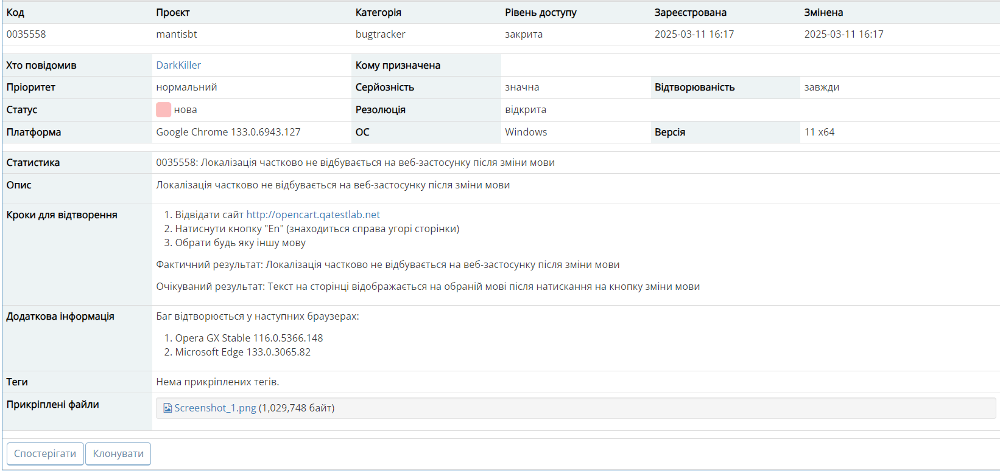 Код Проєкт Категорія Рівень доступу Зареєстрована Змінена
0035558 mantisbt bugtracker закрита 2025-03-11 16:17 2025-03-11 16:17
Хто повідомив DarkKiller Кому призначена
Пріоритет нормальний Серйозність значна Відтворюваність завжди
Статус нова Резолюція відкрита
Платформа Google Chrome 133.0.6943.127 ОС Windows Версія 11 x64
Статистика 0035558: Локалізація частково не відбувається на веб-застосунку після зміни мови
Опис Локалізація частково не відбувається на веб-застосунку після зміни мови
Кроки для відтворення 1. Відвідати сайт http://opencart.qatestlab.net
2. Натиснути кнопку "En" (знаходиться справа угорі сторінки)
3. Обрати будь яку іншу мову
Фактичний результат: Локалізація частково не відбувається на веб-застосунку після зміни мови
Очікуваний результат: Текст на сторінці відображається на обраній мові після натискання на кнопку зміни мови
Додаткова інформація Баг відтворюється у наступних браузерах:
1. Opera GX Stable 116.0.5366.148
2. Microsoft Edge 133.0.3065.82
Теги Нема прикріплених тегів.
Прикріплені файли Screenshot_1.png (1,029,748 байт)
Спостерігати Клонувати